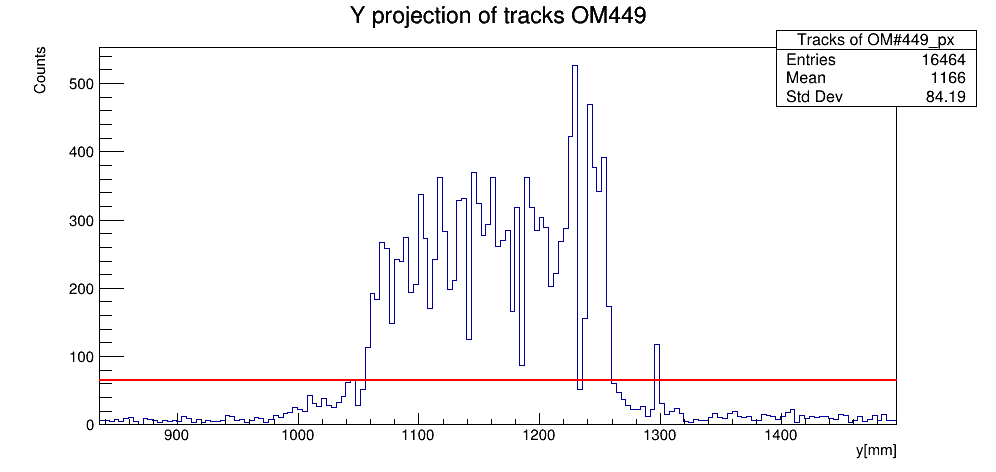 Y projection of tracks OM449
Tracks of OM#449_px
Entries 16464
Mean 1166
Std Dev 84.19
Counts
500
400
300
200
100
0
900 1000 1100 1200 1300 1400
y[mm]